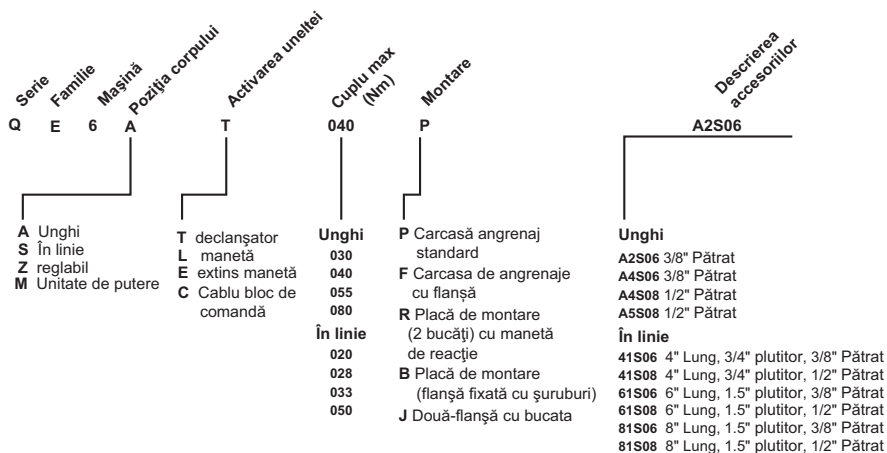 Serie
Familie
Mașină
Poziția corpului
Activarea uneltei
Cuplu max
(Nm)
Montare
Descrierea
accesoriilor
Q E 6 A T 040 P A2S06
A Unghi
S În linie
Z reglabil
M Unitate de putere
T declanșator
L manetă
E extins manetă
C Cablu bloc de
comandă
Unghi
030
040
055
080
În linie
020
028
033
050
P Carcasă angrenaj
standard
F Carcasa de angrenaje
cu flanșă
R Placă de montare
(2 bucăți) cu manetă
de reacție
B Placă de montare
(flanşă fixată cu şuruburi)
J Două-flanşă cu bucata
Unghi
A2S06 3/8" Pătrat
A4S06 3/8" Pătrat
A4S08 1/2" Pătrat
A5S08 1/2" Pătrat
În linie
41S06 4" Lung, 3/4" plutitor, 3/8" Pătrat
41S08 4" Lung, 3/4" plutitor, 1/2" Pătrat
61S06 6" Lung, 1.5" plutitor, 3/8" Pătrat
61S08 6" Lung, 1.5" plutitor, 1/2" Pătrat
81S06 8" Lung, 1.5" plutitor, 3/8" Pătrat
81S08 8" Lung, 1.5" plutitor, 1/2" Pătrat